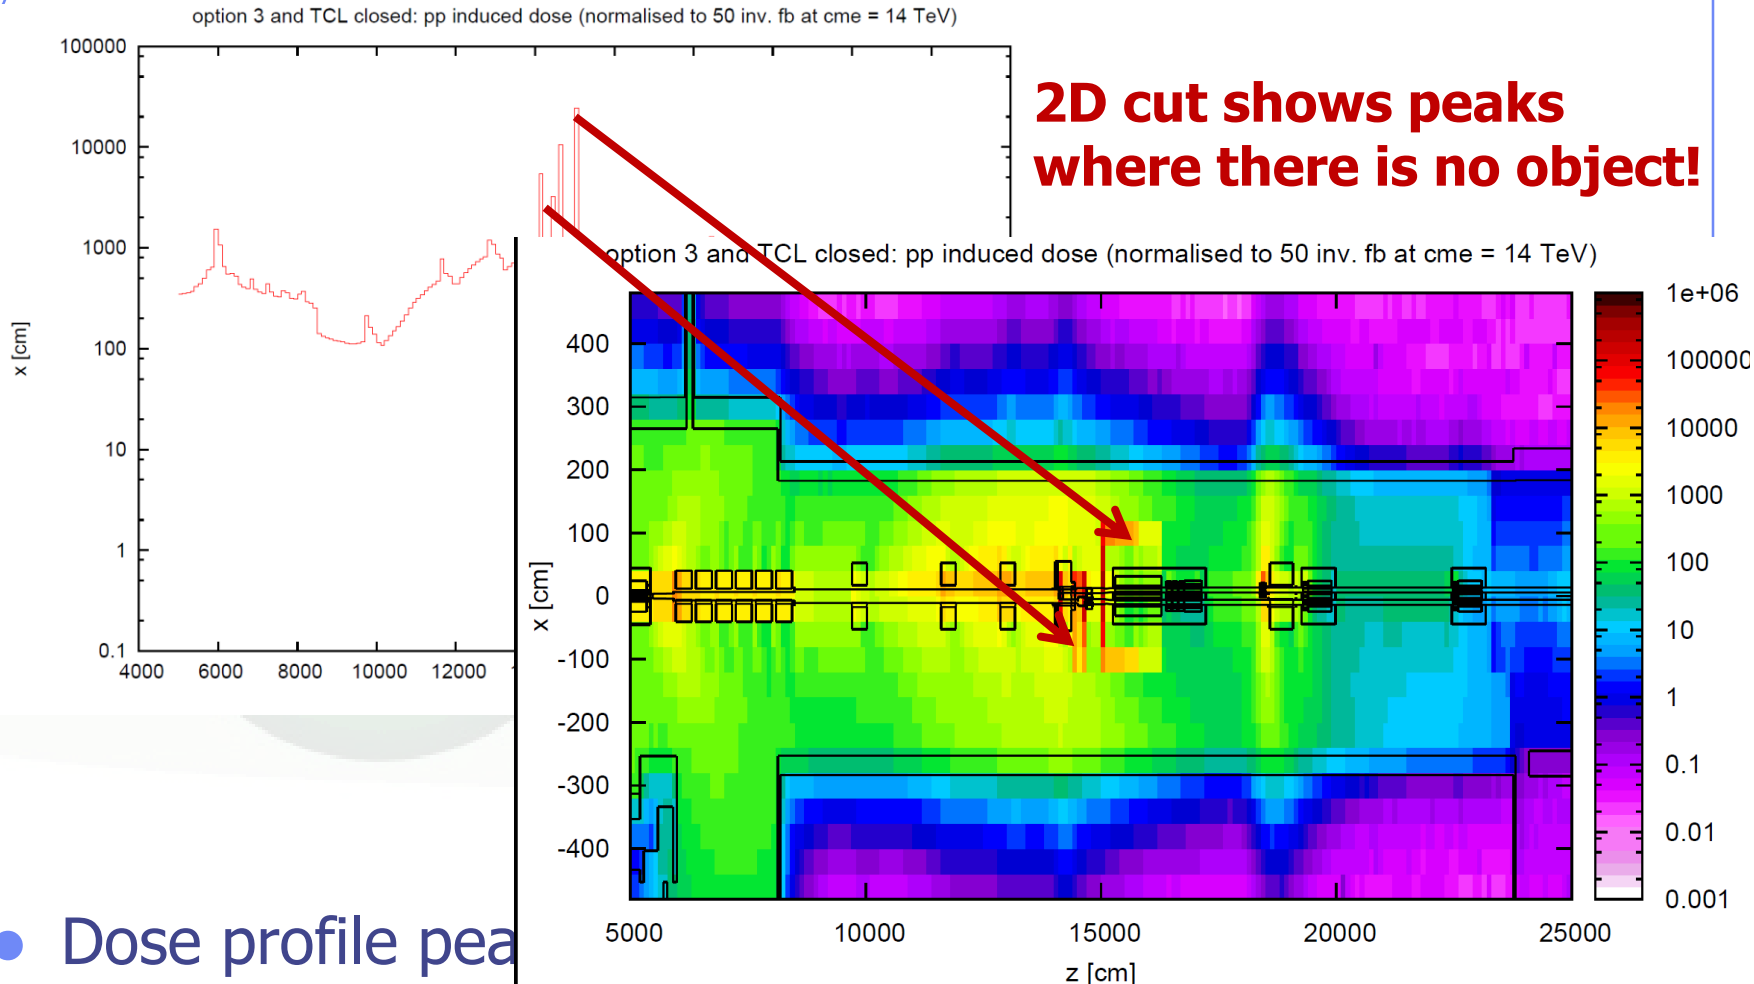 option 3 and TCL closed: pp induced dose (normalised to 50 inv. fb at cme = 14 TeV)
100000
10000
1000
100
10
1
0.1
x [cm]
4000 6000 8000 10000 12000
2D cut shows peaks
where there is no object!
option 3 and TCL closed: pp induced dose (normalised to 50 inv. fb at cme = 14 TeV)
400
300
200
100
0
-100
-200
-300
-400
x [cm]
5000 10000 15000 20000 25000
z [cm]
1e+06
100000
10000
1000
100
10
1
0.1
0.01
0.001
Dose profile pea